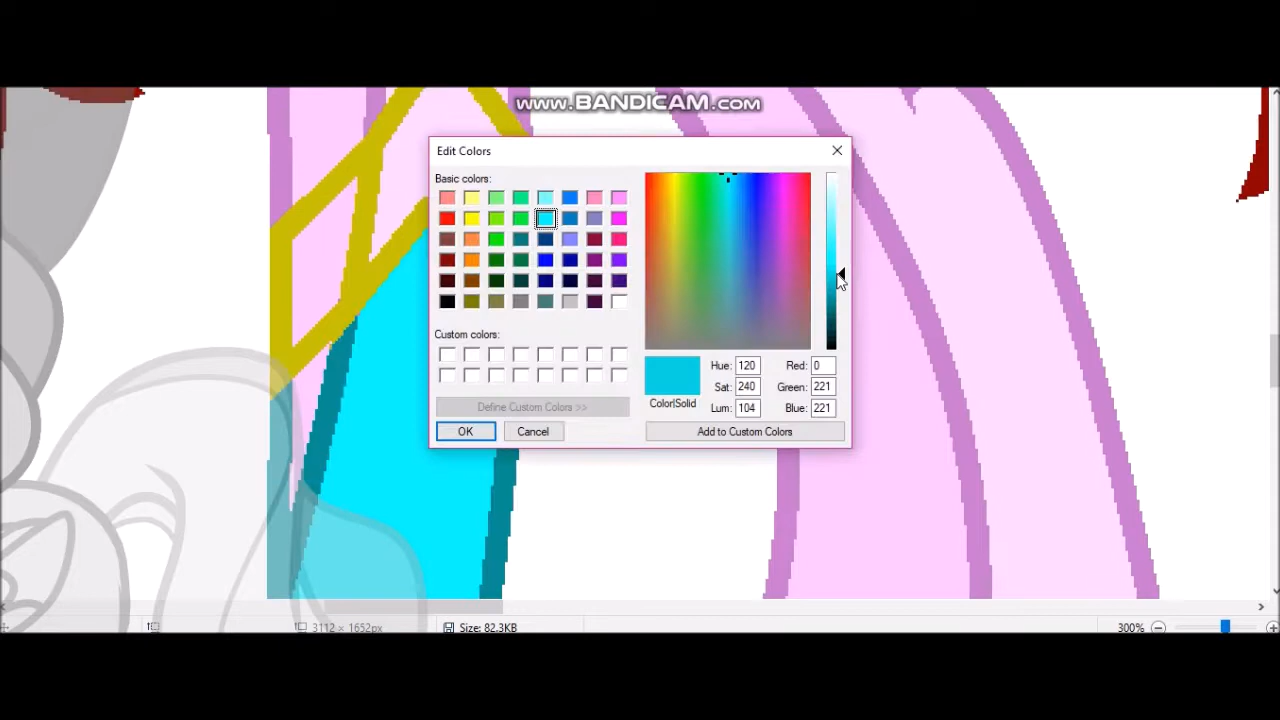 www.BANDICAM.com
Edit Colors
Basic colors:
Custom colors:
Define Custom Colors >>
OK
Cancel
Color|Solid
Hue: 120
Sat: 240
Lum: 104
Red: 0
Green: 221
Blue: 221
Add to Custom Colors
3112 × 1652px
Size: 82.3KB
300%